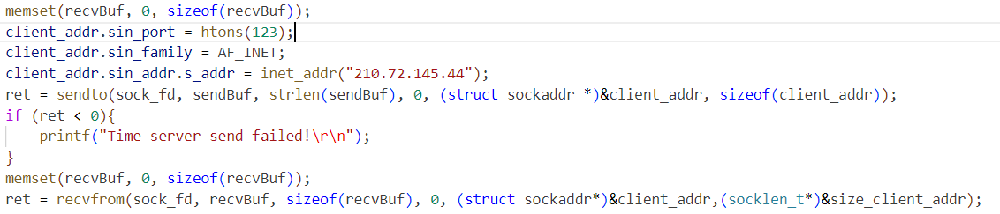 memset(recvBuf, 0, sizeof(recvBuf));
client_addr.sin_port = htons(123);
client_addr.sin_family = AF_INET;
client_addr.sin_addr.s_addr = inet_addr("210.72.145.44");
ret = sendto(sock_fd, sendBuf, strlen(sendBuf), 0, (struct sockaddr *)&client_addr, sizeof(client_addr));
if (ret < 0){
    printf("Time server send failed!\r\n");
}
memset(recvBuf, 0, sizeof(recvBuf));
ret = recvfrom(sock_fd, recvBuf, sizeof(recvBuf), 0, (struct sockaddr*)&client_addr,(socklen_t*)&size_client_addr);